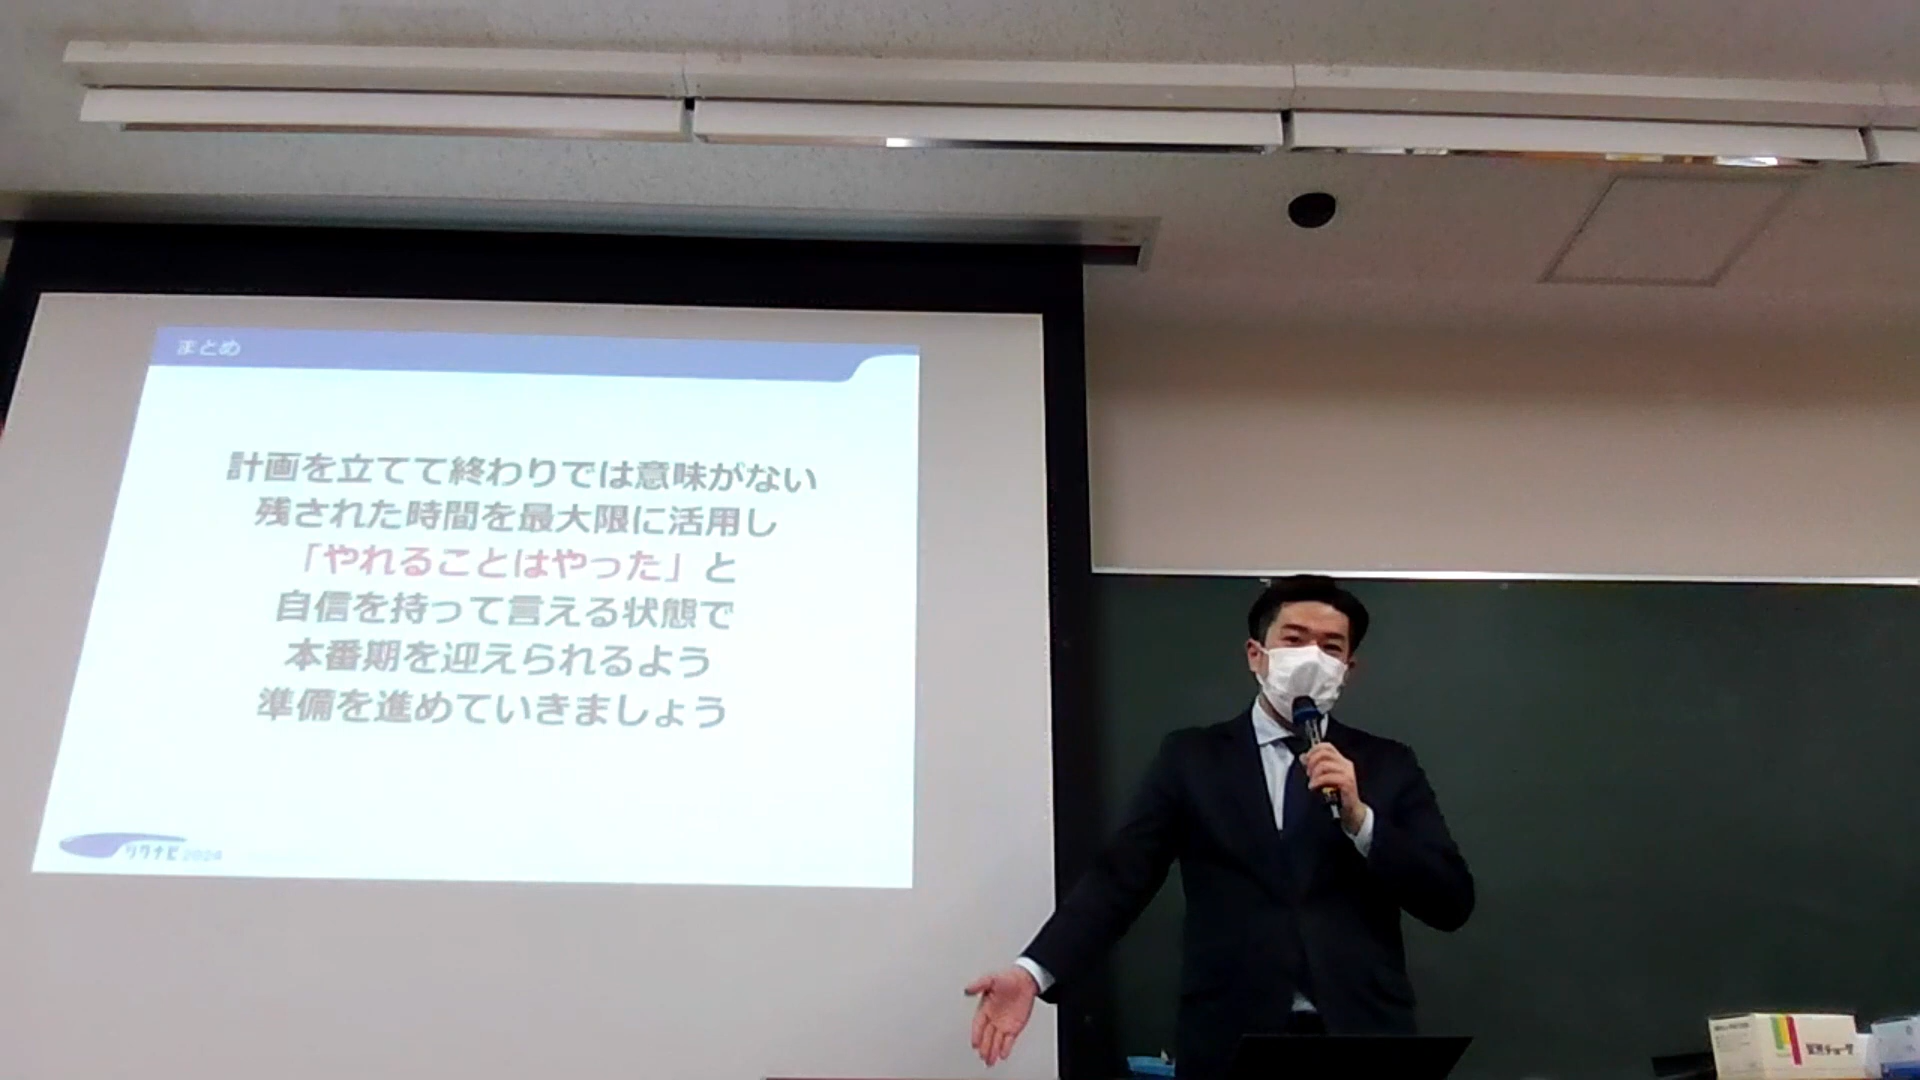 まとめ
計画を立てて終わりでは意味がない
残された時間を最大限に活用し
「やれることはやった」と
自信を持って言える状態で
本番期を迎えられるよう
準備を進めていきましょう
リクナビ2024